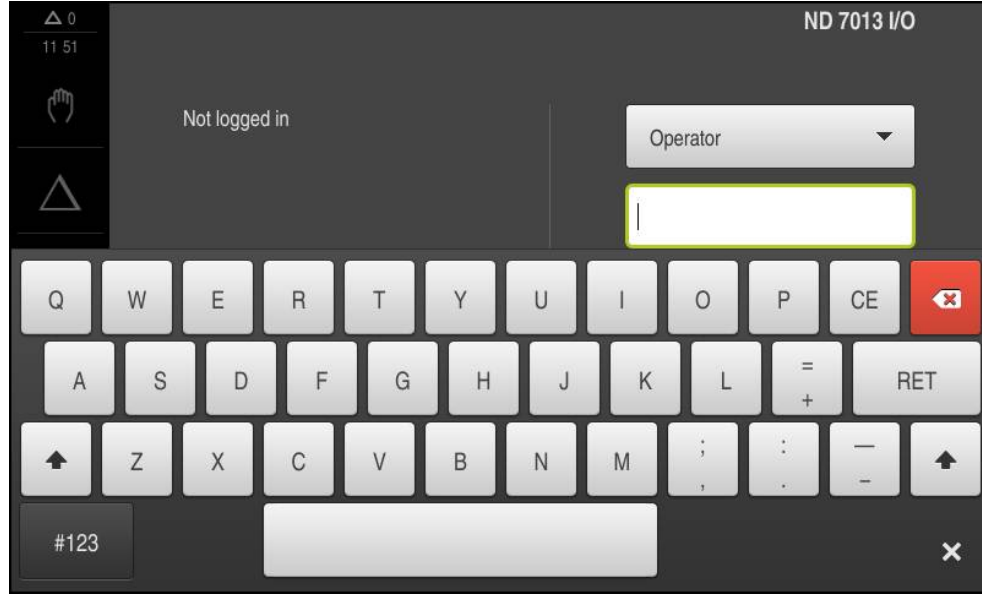 0
ND 7013 I/O
11 51
Not logged in
Operator
Q W E R T Y U I O P CE
A S D F G H J K L = + RET
Z X C V B N M ; , : . — –
#123